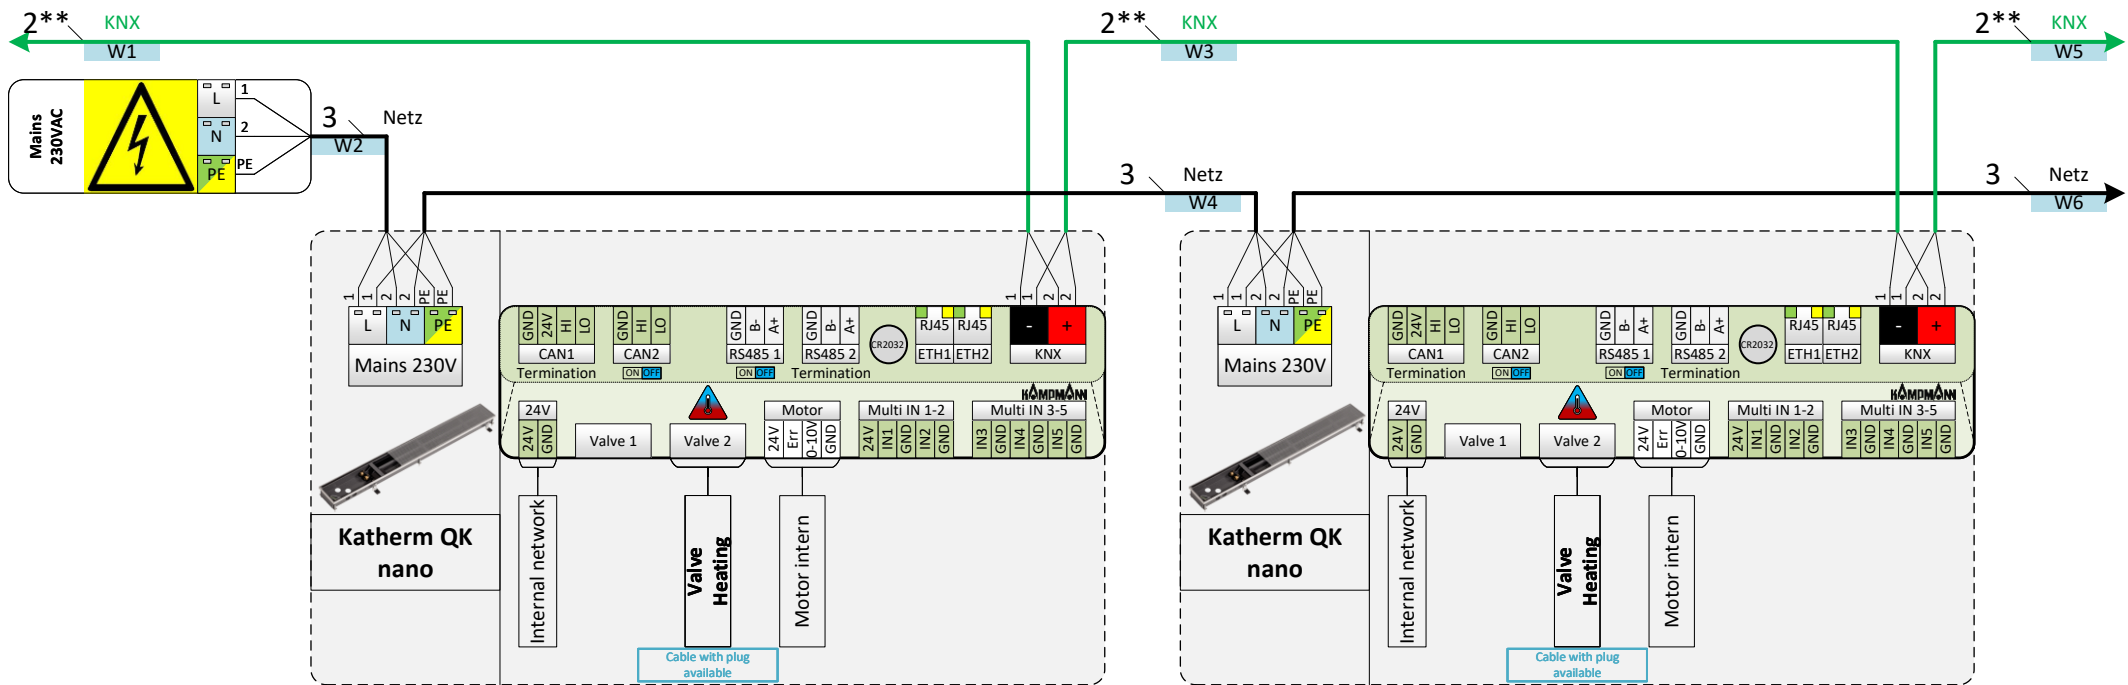 2** KNX
W1
2** KNX
W3
2** KNX
W5
Mains
230VAC
L 1
N 2
PE PE
3 Netz
W2
3 Netz
W4
3 Netz
W6
1 1 2 2 PE PE
L N PE
Mains 230V
Katherm QK
nano
1 1 2 2
GND 24V HI LO
CAN1
GND HI LO
CAN2
GND B- A+
RS485 1
GND B- A+
RS485 2
CR2032
RJ45 RJ45
ETH1 ETH2
- +
KNX
Termination ON OFF ON OFF Termination
KAMPMANN
24V
24V GND
Valve 1
Valve 2
Motor
24V Err 0-10V GND
Multi IN 1-2
24V IN1 GND IN2 GND
Multi IN 3-5
IN3 GND IN4 GND IN5 GND
Internal network
Valve
Heating
Motor intern
Cable with plug
available
1 1 2 2 PE PE
L N PE
Mains 230V
Katherm QK
nano
1 1 2 2
GND 24V HI LO
CAN1
GND HI LO
CAN2
GND B- A+
RS485 1
GND B- A+
RS485 2
CR2032
RJ45 RJ45
ETH1 ETH2
- +
KNX
Termination ON OFF ON OFF Termination
KAMPMANN
24V
24V GND
Valve 1
Valve 2
Motor
24V Err 0-10V GND
Multi IN 1-2
24V IN1 GND IN2 GND
Multi IN 3-5
IN3 GND IN4 GND IN5 GND
Internal network
Valve
Heating
Motor intern
Cable with plug
available